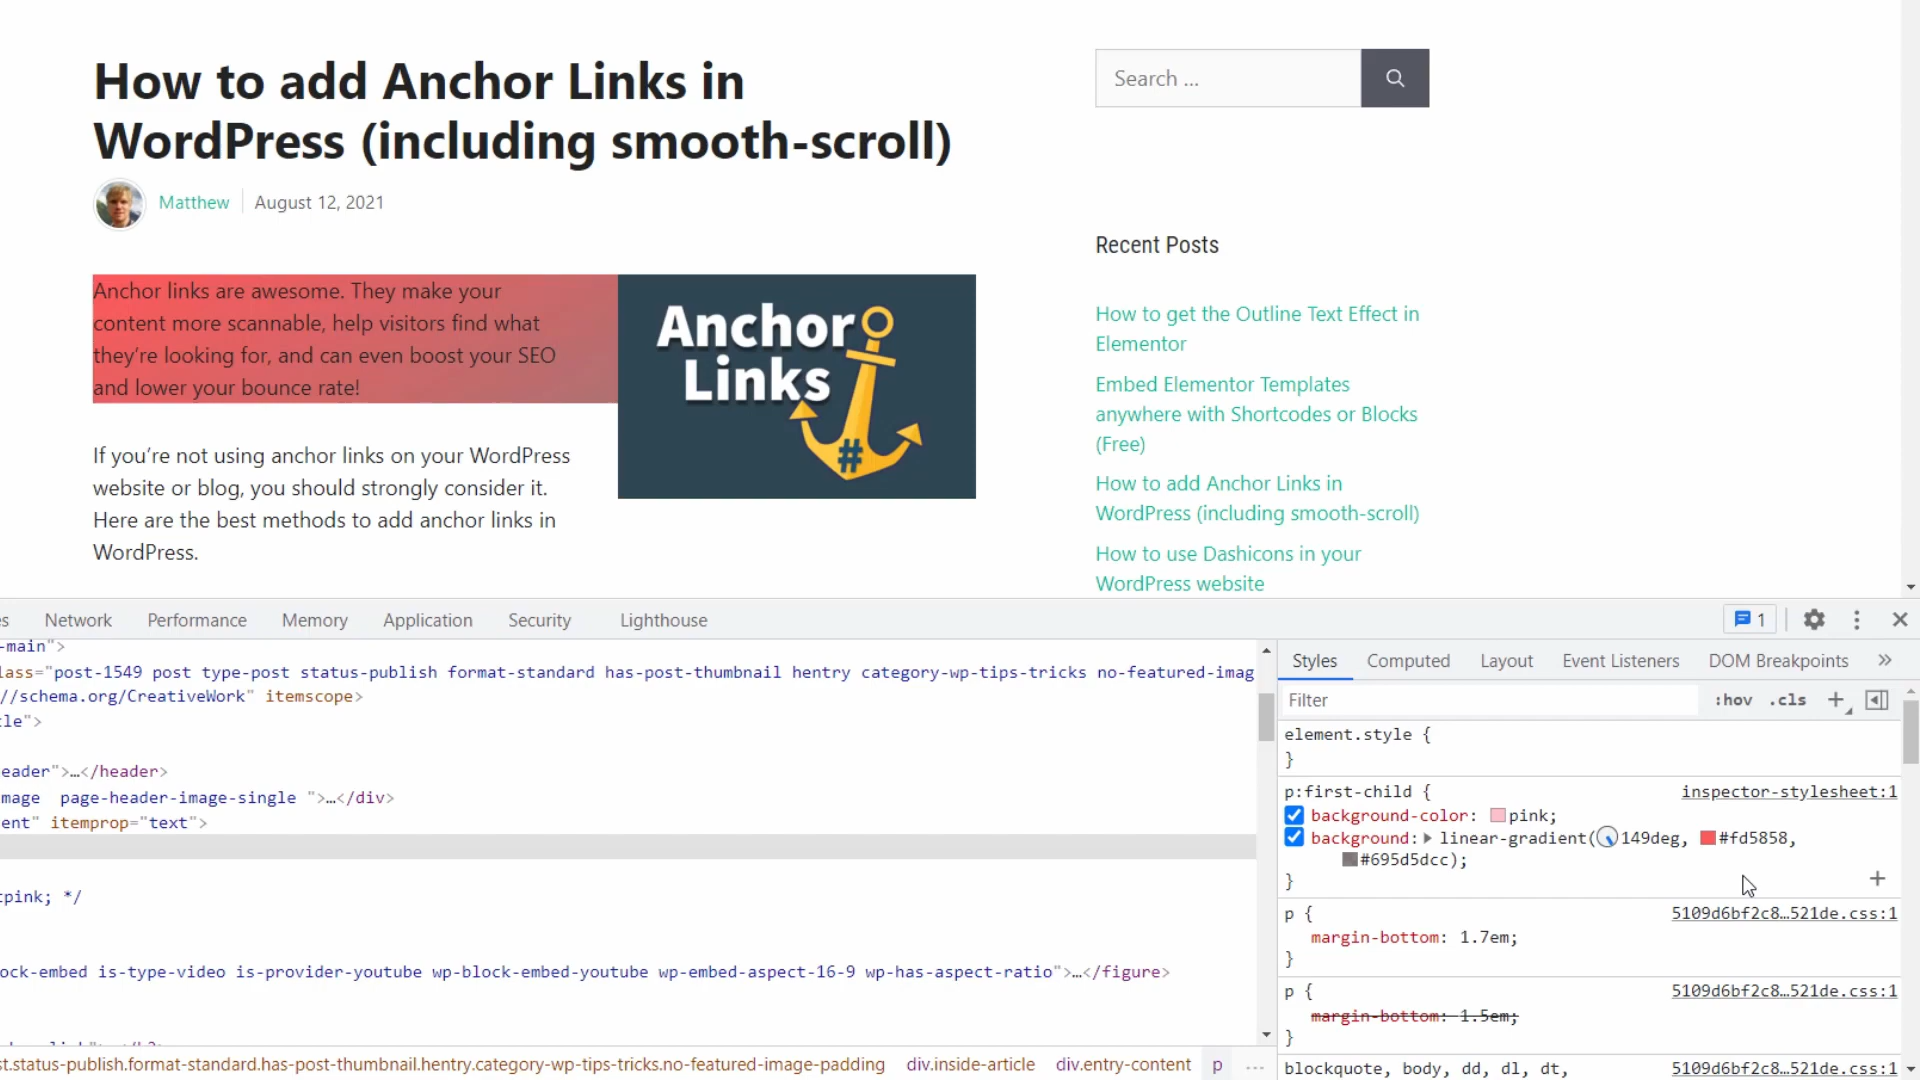 How to add Anchor Links in
WordPress (including smooth-scroll)
Matthew
August 12, 2021
Anchor links are awesome. They make your
content more scannable, help visitors find what
they’re looking for, and can even boost your SEO
and lower your bounce rate!
Anchor
Links
#
If you’re not using anchor links on your WordPress
website or blog, you should strongly consider it.
Here are the best methods to add anchor links in
WordPress.
Search ...
Recent Posts
How to get the Outline Text Effect in
Elementor
Embed Elementor Templates
anywhere with Shortcodes or Blocks
(Free)
How to add Anchor Links in
WordPress (including smooth-scroll)
How to use Dashicons in your
WordPress website
s Network Performance Memory Application Security Lighthouse
1
-main">
lass="post-1549 post type-post status-publish format-standard has-post-thumbnail hentry category-wp-tips-tricks no-featured-imag
//schema.org/CreativeWork" itemscope>
tle">
eader">…</header>
mage  page-header-image-single ">…</div>
ent" itemprop="text">
tpink; */
ock-embed is-type-video is-provider-youtube wp-block-embed-youtube wp-embed-aspect-16-9 wp-has-aspect-ratio">…</figure>
st.status-publish.format-standard.has-post-thumbnail.hentry.category-wp-tips-tricks.no-featured-image-padding div.inside-article div.entry-content p ...
Styles Computed Layout Event Listeners DOM Breakpoints »
Filter :hov .cls +
element.style {
}
p:first-child { inspector-stylesheet:1
background-color: pink;
background: linear-gradient(149deg, #fd5858,
#695d5dcc);
}
+
p { 5109d6bf2c8…521de.css:1
margin-bottom: 1.7em;
}
p { 5109d6bf2c8…521de.css:1
margin-bottom: 1.5em;
}
blockquote, body, dd, dl, dt, 5109d6bf2c8…521de.css:1